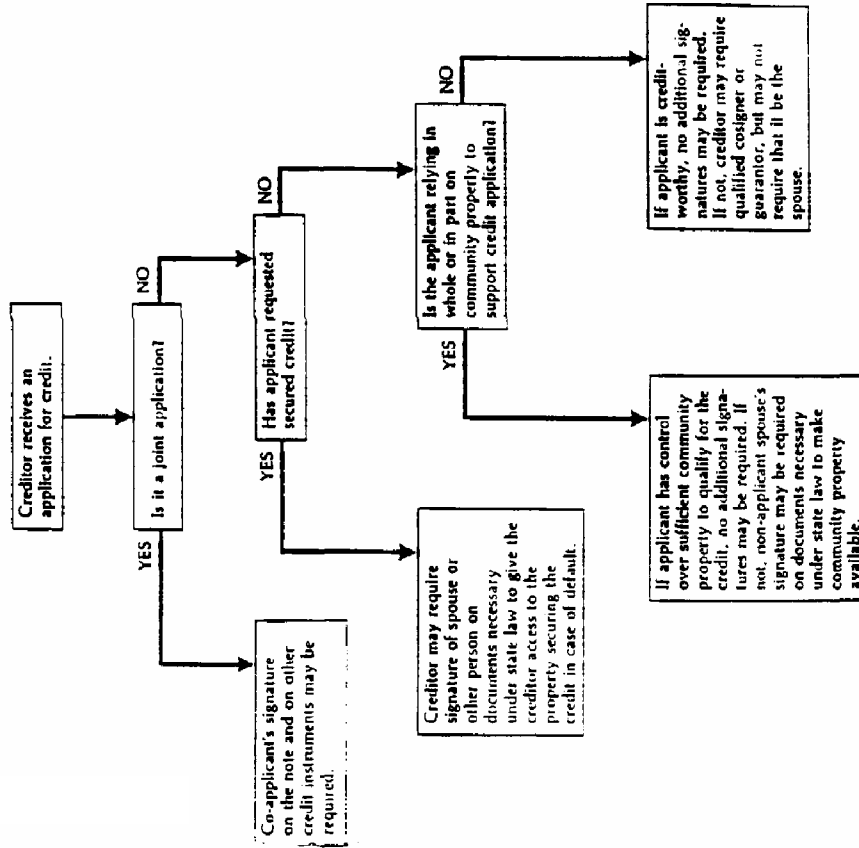 Creditor receives an
application for credit.
Is it a joint application?
YES
NO
Co-applicant's signature
on the note and on other
credit instruments may be
required.
Has applicant requested
secured credit?
YES
NO
Creditor may require
signature of spouse or
other person on
documents necessary
under state law to give the
creditor access to the
property securing the
credit in case of default.
Is the applicant relying in
whole or in part on
community property to
support credit application?
YES
NO
If applicant has control
over sufficient community
property to qualify for the
credit, no additional signa-
tures may be required. If
not, non-applicant spouse's
signature may be required
on documents necessary
under state law to make
community property
available.
If applicant is credit-
worthy, no additional sig-
natures may be required.
If not, creditor may require
qualified cosigner or
guarantor, but may not
require that it be the
spouse.